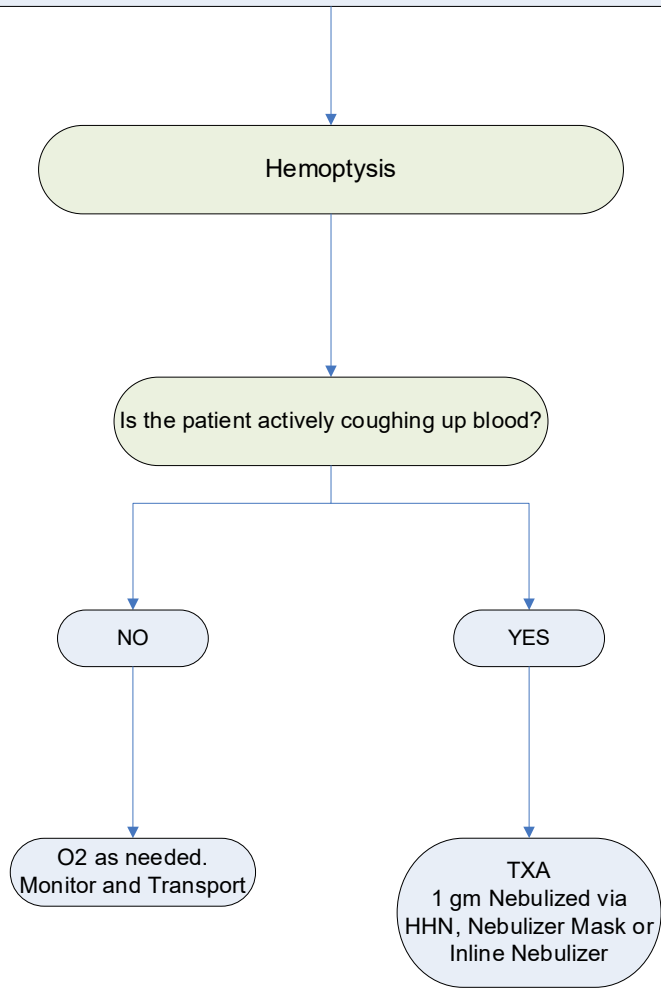 Hemoptysis
Is the patient actively coughing up blood?
NO
YES
O2 as needed.
Monitor and Transport
TXA
1 gm Nebulized via
HHN, Nebulizer Mask or
Inline Nebulizer